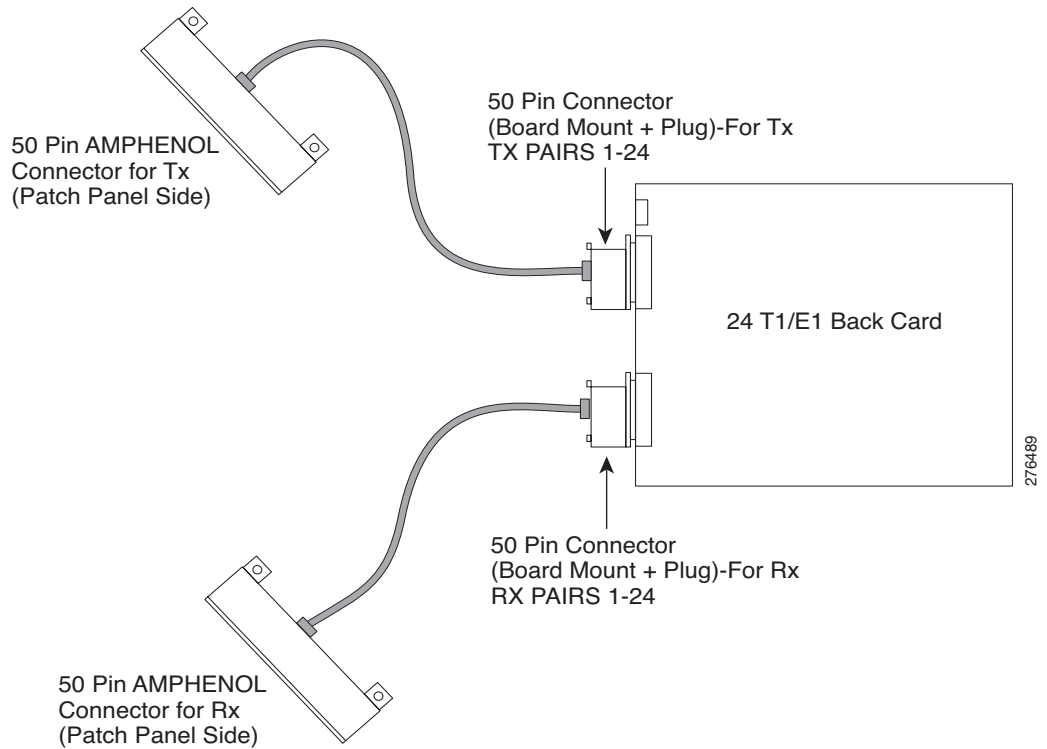 50 Pin AMPHENOL
Connector for Tx
(Patch Panel Side)
50 Pin Connector
(Board Mount + Plug)-For Tx
TX PAIRS 1-24
24 T1/E1 Back Card
276489
50 Pin Connector
(Board Mount + Plug)-For Rx
RX PAIRS 1-24
50 Pin AMPHENOL
Connector for Rx
(Patch Panel Side)